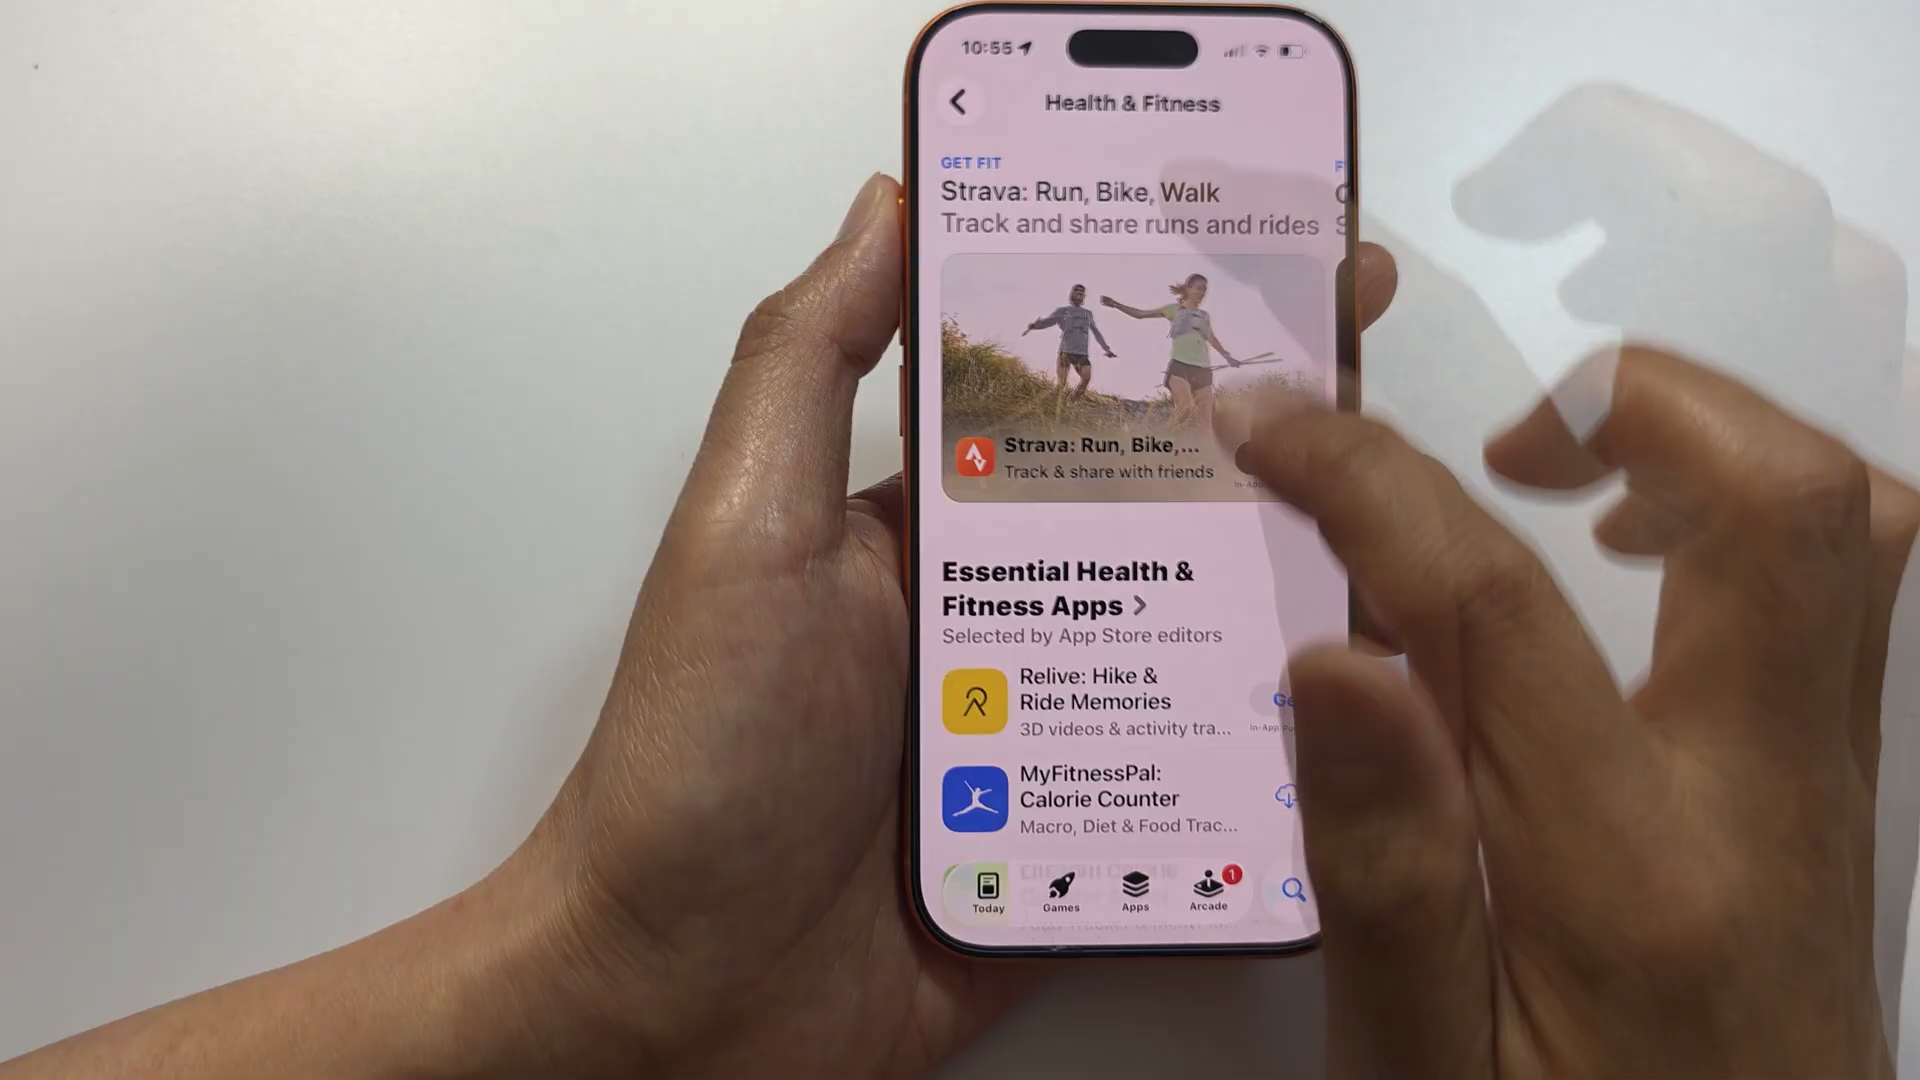 10:55
Health & Fitness
GET FIT
Strava: Run, Bike, Walk
Track and share runs and rides
Strava: Run, Bike,...
Track & share with friends
Essential Health &
Fitness Apps
Selected by App Store editors
Relive: Hike &
Ride Memories
3D videos & activity tra...
MyFitnessPal:
Calorie Counter
Macro, Diet & Food Trac...
1
Today
Games
Apps
Arcade